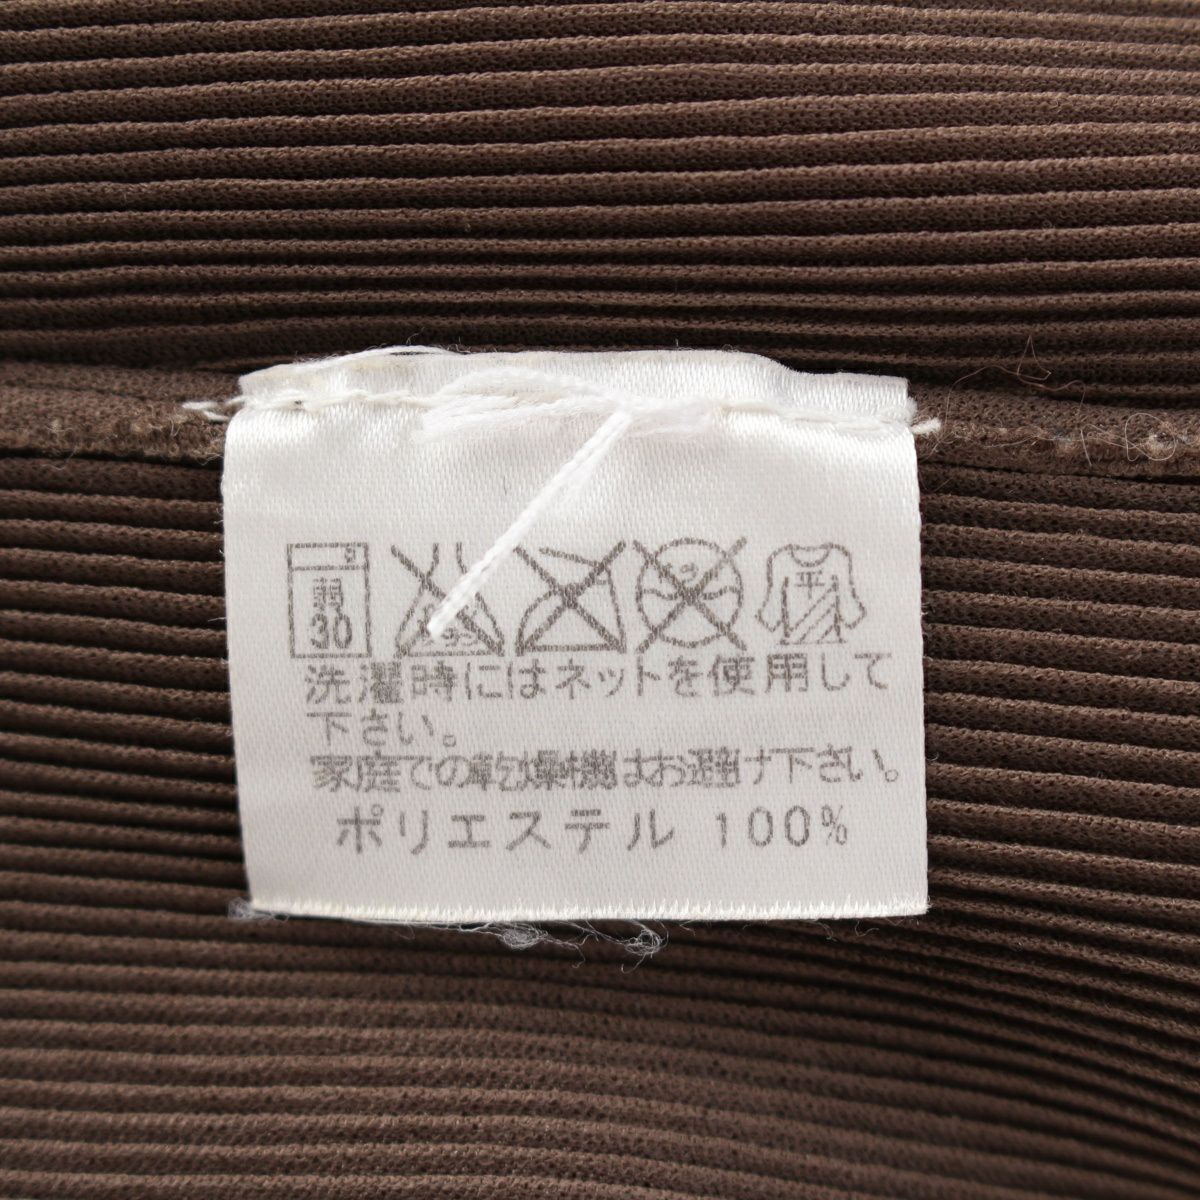 弱
30
平
洗濯時にはネットを使用して
下さい。
家庭での乾燥機はお避け下さい。
ポリエステル 100%